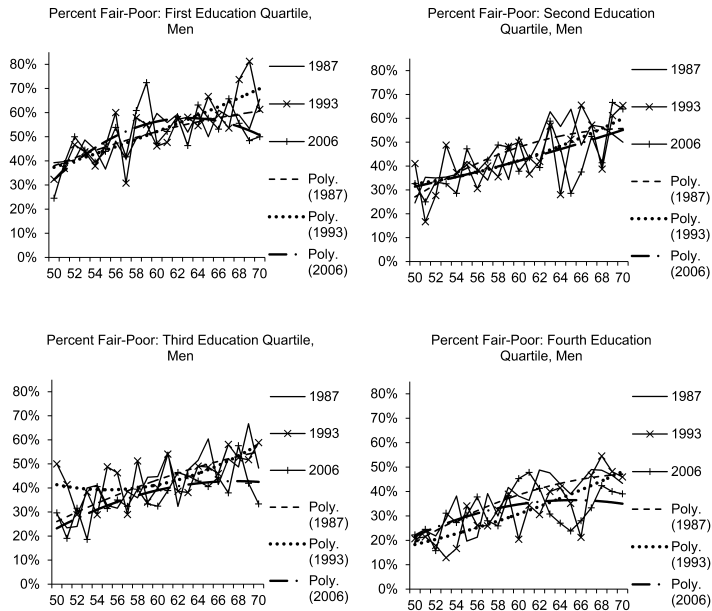 Percent Fair-Poor: First Education Quartile,
Men
80%
70%
60%
50%
40%
30%
20%
10%
0%
50 52 54 56 58 60 62 64 66 68 70
1987
1993
2006
Poly.
(1987)
Poly.
(1993)
Poly.
(2006)
Percent Fair-Poor: Second Education
Quartile, Men
80%
70%
60%
50%
40%
30%
20%
10%
0%
50 52 54 56 58 60 62 64 66 68 70
1987
1993
2006
Poly.
(1987)
Poly.
(1993)
Poly.
(2006)
Percent Fair-Poor: Third Education Quartile,
Men
80%
70%
60%
50%
40%
30%
20%
10%
0%
50 52 54 56 58 60 62 64 66 68 70
1987
1993
2006
Poly.
(1987)
Poly.
(1993)
Poly.
(2006)
Percent Fair-Poor: Fourth Education
Quartile, Men
80%
70%
60%
50%
40%
30%
20%
10%
0%
50 52 54 56 58 60 62 64 66 68 70
1987
1993
2006
Poly.
(1987)
Poly.
(1993)
Poly.
(2006)